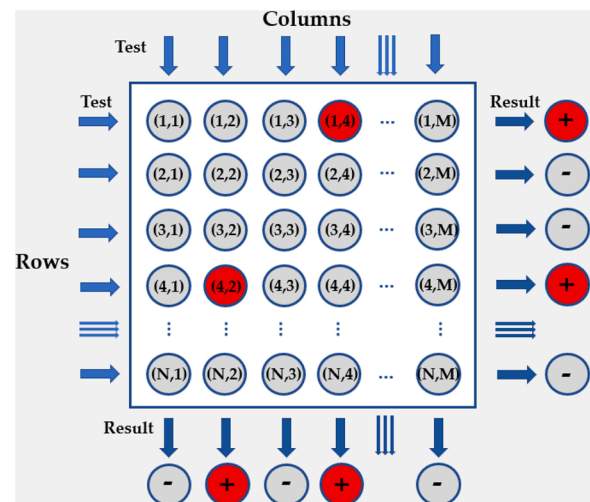 Columns
Test
Test
Result
(1,1) (1,2) (1,3) (1,4) ... (1,M) +
(2,1) (2,2) (2,3) (2,4) ... (2,M) -
(3,1) (3,2) (3,3) (3,4) ... (3,M) -
Rows
(4,1) (4,2) (4,3) (4,4) ... (4,M) +
⋮ ⋮ ⋮ ⋮ ⋮
(N,1) (N,2) (N,3) (N,4) ... (N,M) -
Result
- + - + -